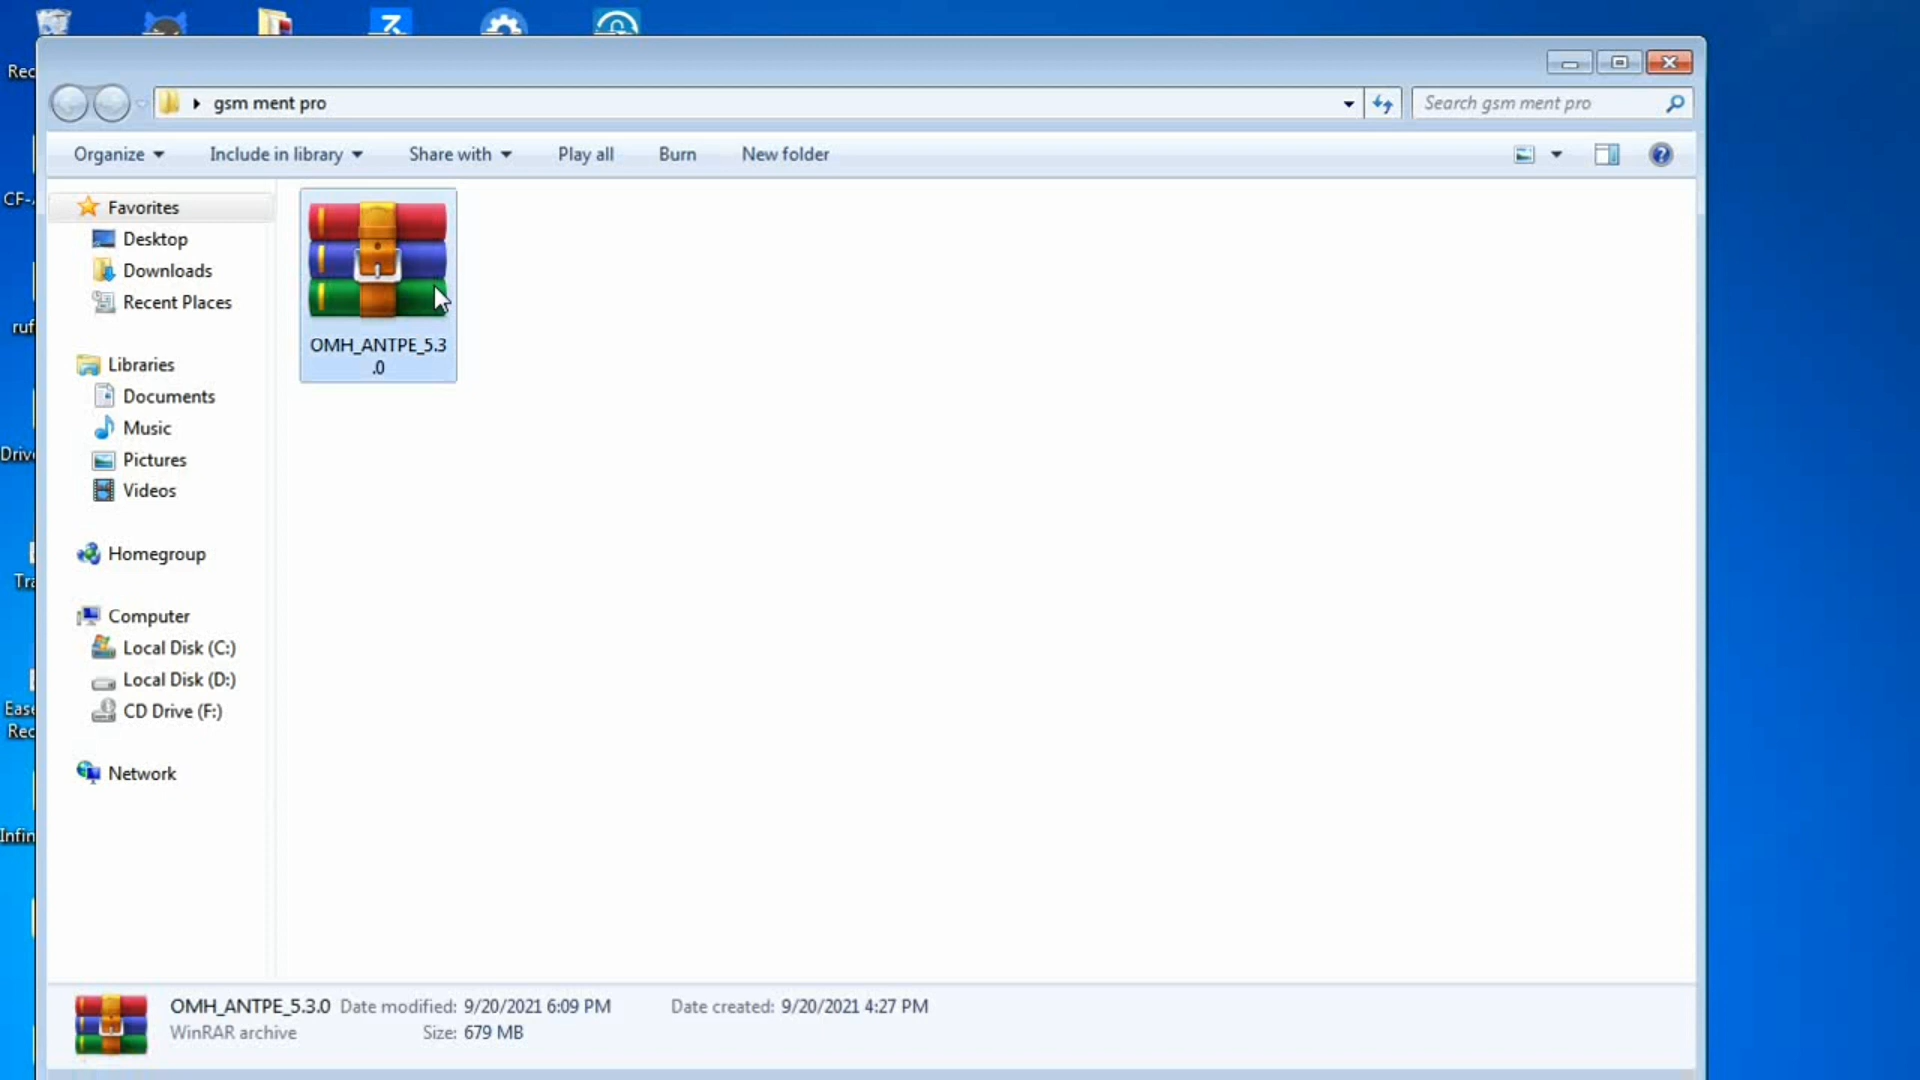 Rec
CF-
ruf
Driv
Tra
Ease
Rec
Infin
gsm ment pro
Search gsm ment pro
Organize
Include in library
Share with
Play all
Burn
New folder
Favorites
Desktop
Downloads
Recent Places
Libraries
Documents
Music
Pictures
Videos
Homegroup
Computer
Local Disk (C:)
Local Disk (D:)
CD Drive (F:)
Network
OMH_ANTPE_5.3
.0
OMH_ANTPE_5.3.0 Date modified: 9/20/2021 6:09 PM Date created: 9/20/2021 4:27 PM
WinRAR archive Size: 679 MB